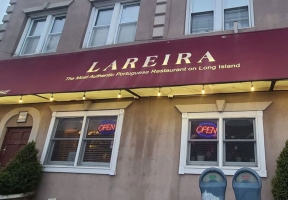 LAREIRA
The Most Authentic Portuguese Restaurant on Long Island
OPEN
OPEN